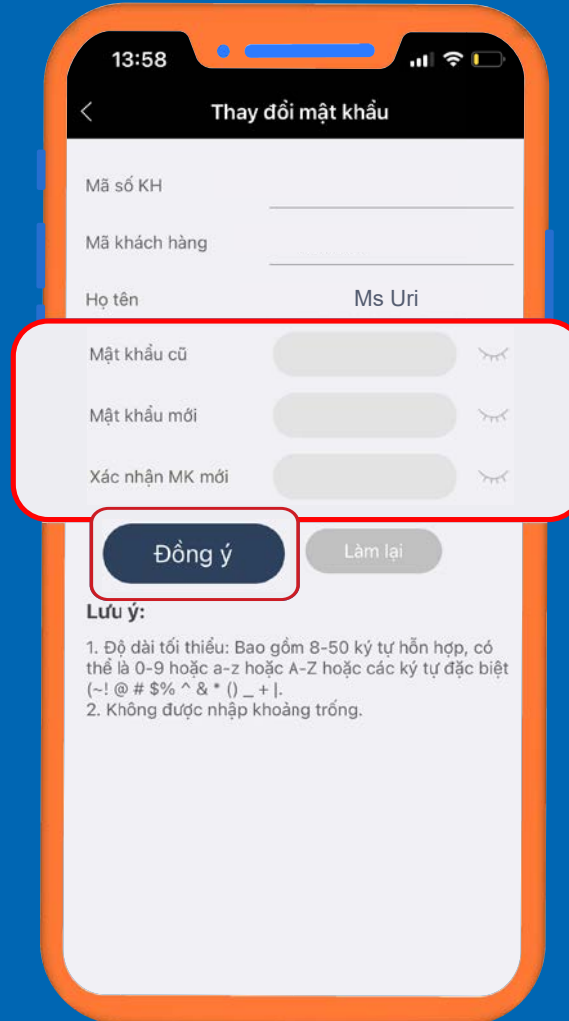 13:58
Thay đổi mật khẩu
Mã số KH
Mã khách hàng
Họ tên Ms Uri
Mật khẩu cũ
Mật khẩu mới
Xác nhận MK mới
Đồng ý Làm lại
Lưu ý:
1. Độ dài tối thiểu: Bao gồm 8-50 ký tự hỗn hợp, có
thể là 0-9 hoặc a-z hoặc A-Z hoặc các ký tự đặc biệt
(~! @ # $% ^ & * () _ + |.
2. Không được nhập khoảng trống.